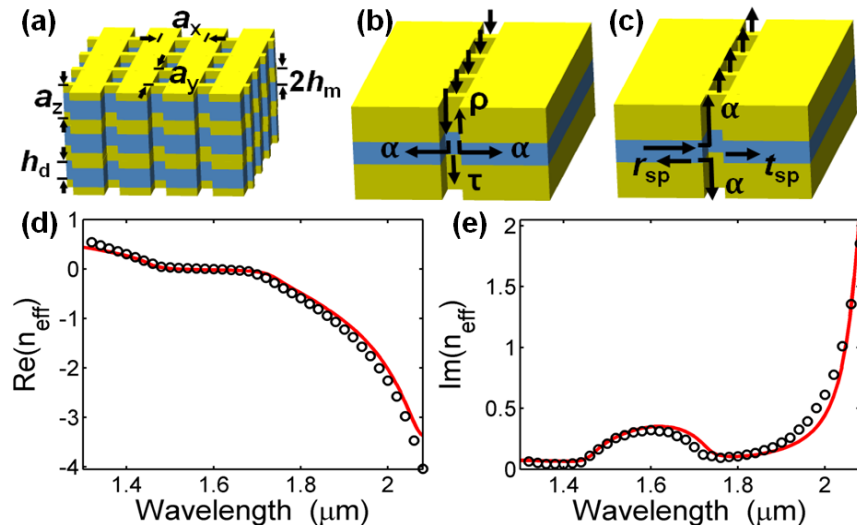 (a)
aₓ
a_y
a_z
2h_m
h_d
(b)
ρ
α
α
τ
(c)
α
r_sp
t_sp
α
(d)
Re(n_eff)
1
0
-1
-2
-3
-4
1.4
1.6
1.8
2
Wavelength (μm)
(e)
Im(n_eff)
2
1.5
1
0.5
0
1.4
1.6
1.8
2
Wavelength (μm)